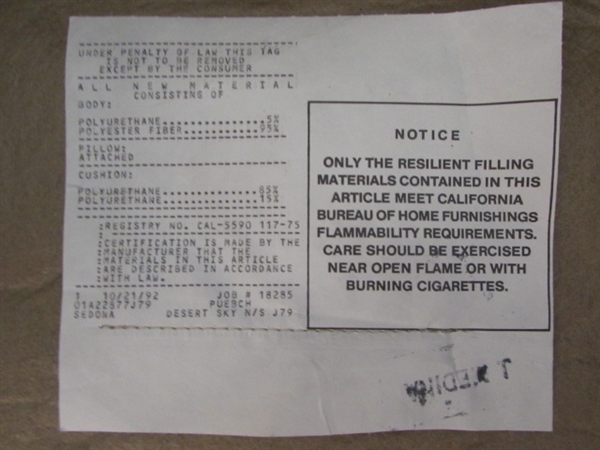 UNDER PENALTY OF LAW THIS TAG
IS NOT TO BE REMOVED
EXCEPT BY THE CONSUMER
ALL NEW MATERIAL
CONSISTING OF
BODY:
POLYURETHANE................5%
POLYESTER FIBER............95%
PILLOW:
ATTACHED
CUSHION:
POLYURETHANE...............85%
POLYURETHANE...............15%
:REGISTRY NO. CAL-5590 117-75
:
:CERTIFICATION IS MADE BY THE
:MANUFACTURER THAT THE
:MATERIALS IN THIS ARTICLE
:ARE DESCRIBED IN ACCORDANCE
:WITH LAW.
1 10/21/92 JOB # 18285
01A22577J79 PUEBCH
SEDONA DESERT SKY N/S J79
NOTICE
ONLY THE RESILIENT FILLING
MATERIALS CONTAINED IN THIS
ARTICLE MEET CALIFORNIA
BUREAU OF HOME FURNISHINGS
FLAMMABILITY REQUIREMENTS.
CARE SHOULD BE EXERCISED
NEAR OPEN FLAME OR WITH
BURNING CIGARETTES.
J. MEDINA